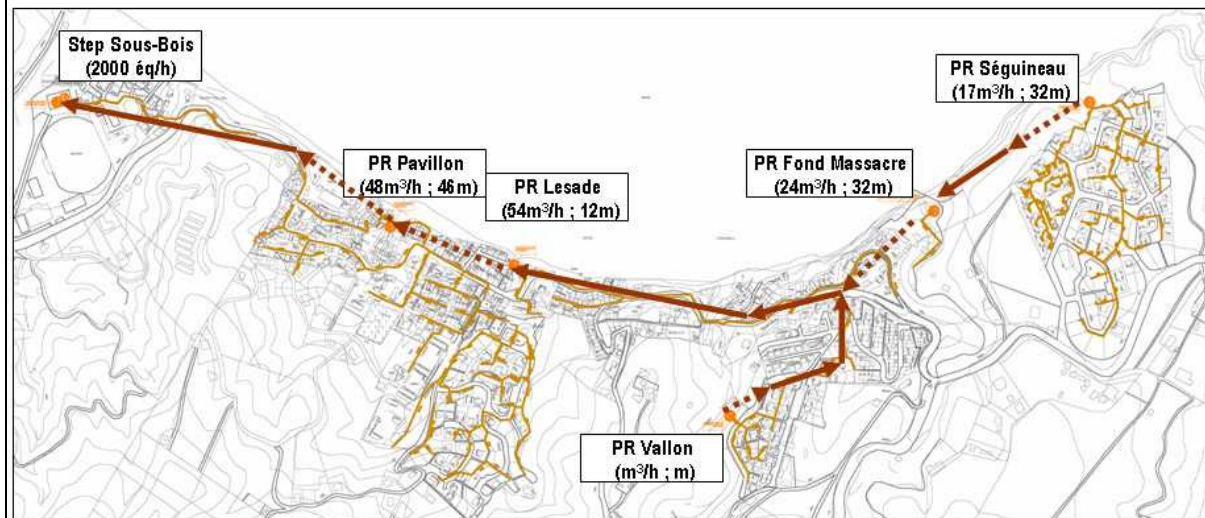 Step Sous-Bois
(2000 éq/h)
PR Séguineau
(17m³/h ; 32m)
PR Pavillon
(48m³/h ; 46m)
PR Lesade
(54m³/h ; 12m)
PR Fond Massacre
(24m³/h ; 32m)
PR Vallon
(m³/h ; m)